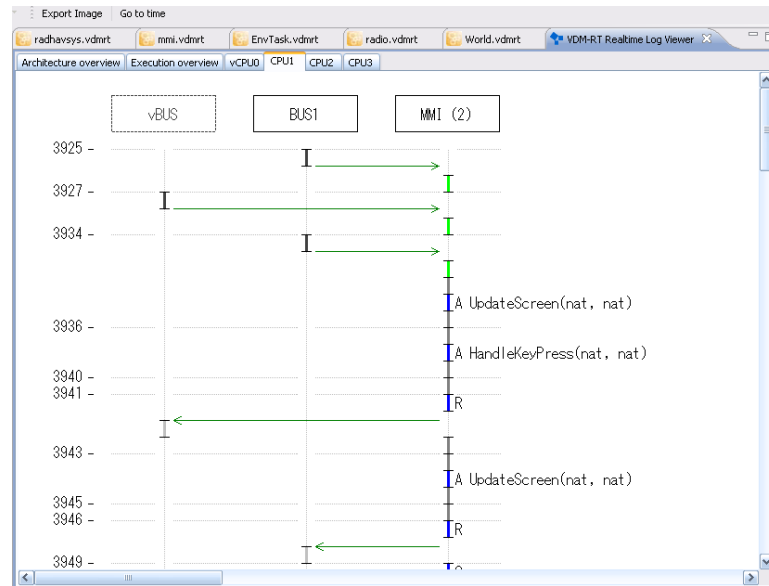 Export Image Go to time
radhavsys.vdmrt mmi.vdmrt EnvTask.vdmrt radio.vdmrt World.vdmrt VDM-RT Realtime Log Viewer
Architecture overview Execution overview vCPU0 CPU1 CPU2 CPU3
vBUS BUS1 MMI (2)
3925 -
3927 -
3934 -
A UpdateScreen(nat, nat)
3936 -
A HandleKeyPress(nat, nat)
3940 -
3941 -
R
3943 -
A UpdateScreen(nat, nat)
3945 -
3946 -
R
3949 -